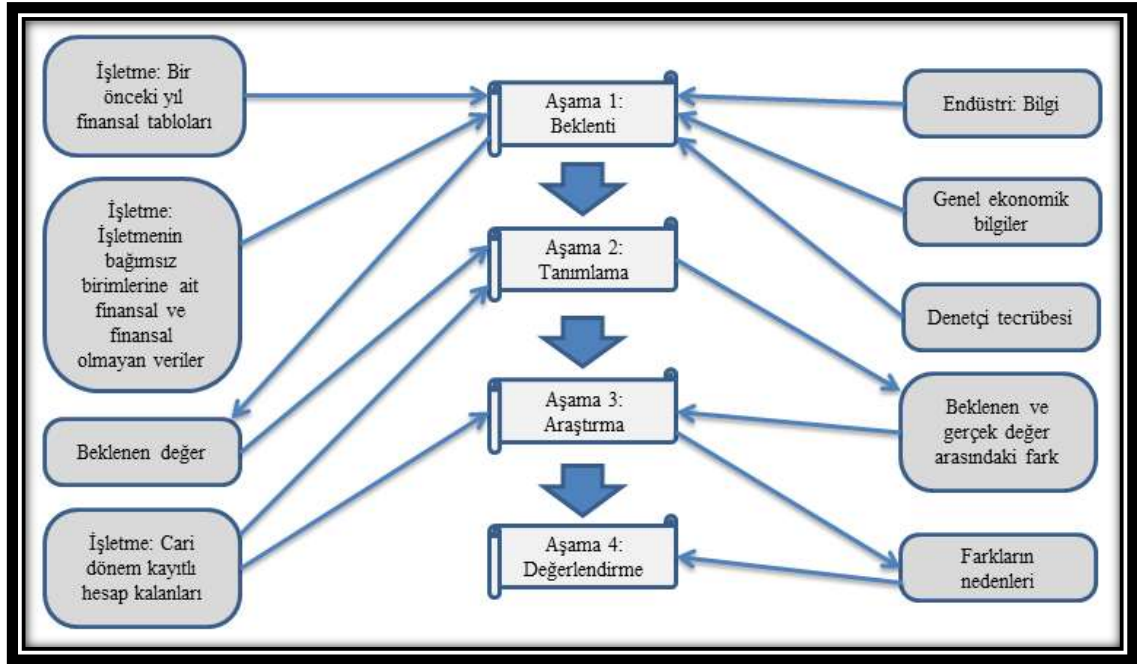 İşletme: Bir
önceki yıl
finansal tabloları
İşletme:
İşletmenin
bağımsız
birimlerine ait
finansal ve
finansal
olmayan veriler
Beklenen değer
İşletme: Cari
dönem kayıtlı
hesap kalanları
Aşama 1:
Beklenti
Aşama 2:
Tanımlama
Aşama 3:
Araştırma
Aşama 4:
Değerlendirme
Endüstri: Bilgi
Genel ekonomik
bilgiler
Denetçi tecrübesi
Beklenen ve
gerçek değer
arasındaki fark
Farkların
nedenleri